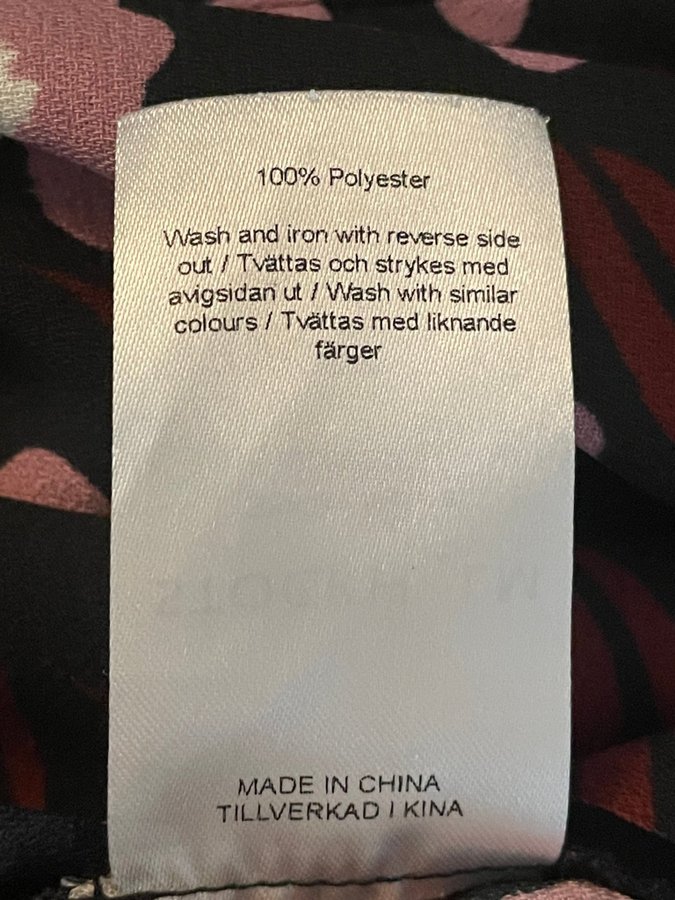 100% Polyester
Wash and iron with reverse side
out / Tvättas och strykes med
avigsidan ut / Wash with similar
colours / Tvättas med liknande
färger
MADE IN CHINA
TILLVERKAD I KINA